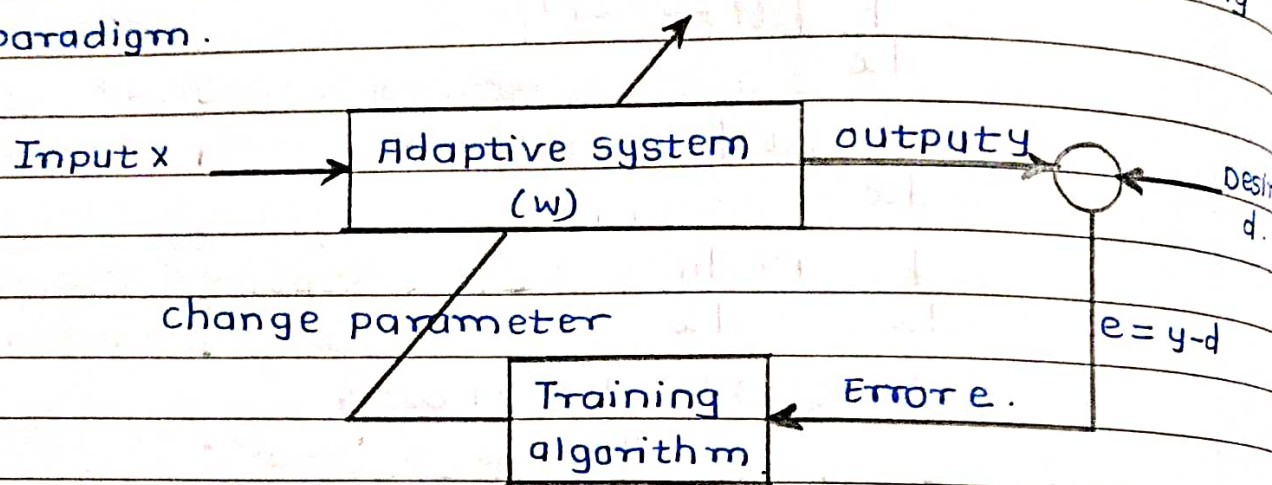 paradigm.
Input x
Adaptive system
(W)
output y
d.
change parameter
e = y-d
Training
algorithm
Error e.